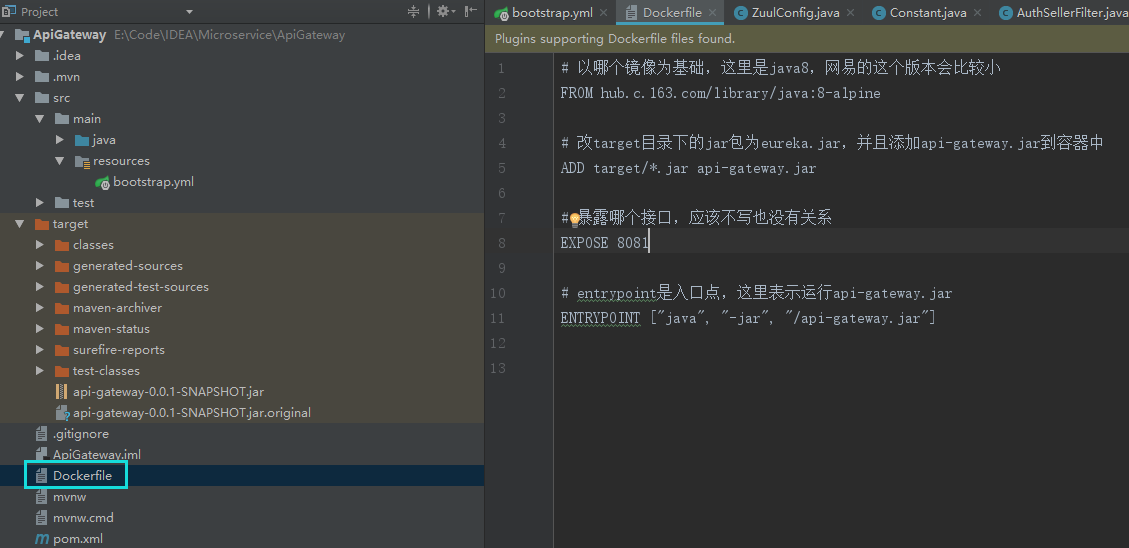 Project
ApiGateway E:\Code\IDEA\Microservice\ApiGateway
.idea
.mvn
src
main
java
resources
bootstrap.yml
test
target
classes
generated-sources
generated-test-sources
maven-archiver
maven-status
surefire-reports
test-classes
api-gateway-0.0.1-SNAPSHOT.jar
api-gateway-0.0.1-SNAPSHOT.jar.original
.gitignore
ApiGateway.iml
Dockerfile
mvnw
mvnw.cmd
pom.xml
bootstrap.yml Dockerfile ZuulConfig.java Constant.java AuthSellerFilter.java
Plugins supporting Dockerfile files found.
1 # 以哪个镜像为基础，这里是java8，网易的这个版本会比较小
2 FROM hub.c.163.com/library/java:8-alpine
3
4 # 改target目录下的jar包为eureka.jar，并且添加api-gateway.jar到容器中
5 ADD target/*.jar api-gateway.jar
6
7 # 暴露哪个接口，应该不写也没有关系
8 EXPOSE 8081
9
10 # entrypoint是入口点，这里表示运行api-gateway.jar
11 ENTRYPOINT ["java", "-jar", "/api-gateway.jar"]
12
13